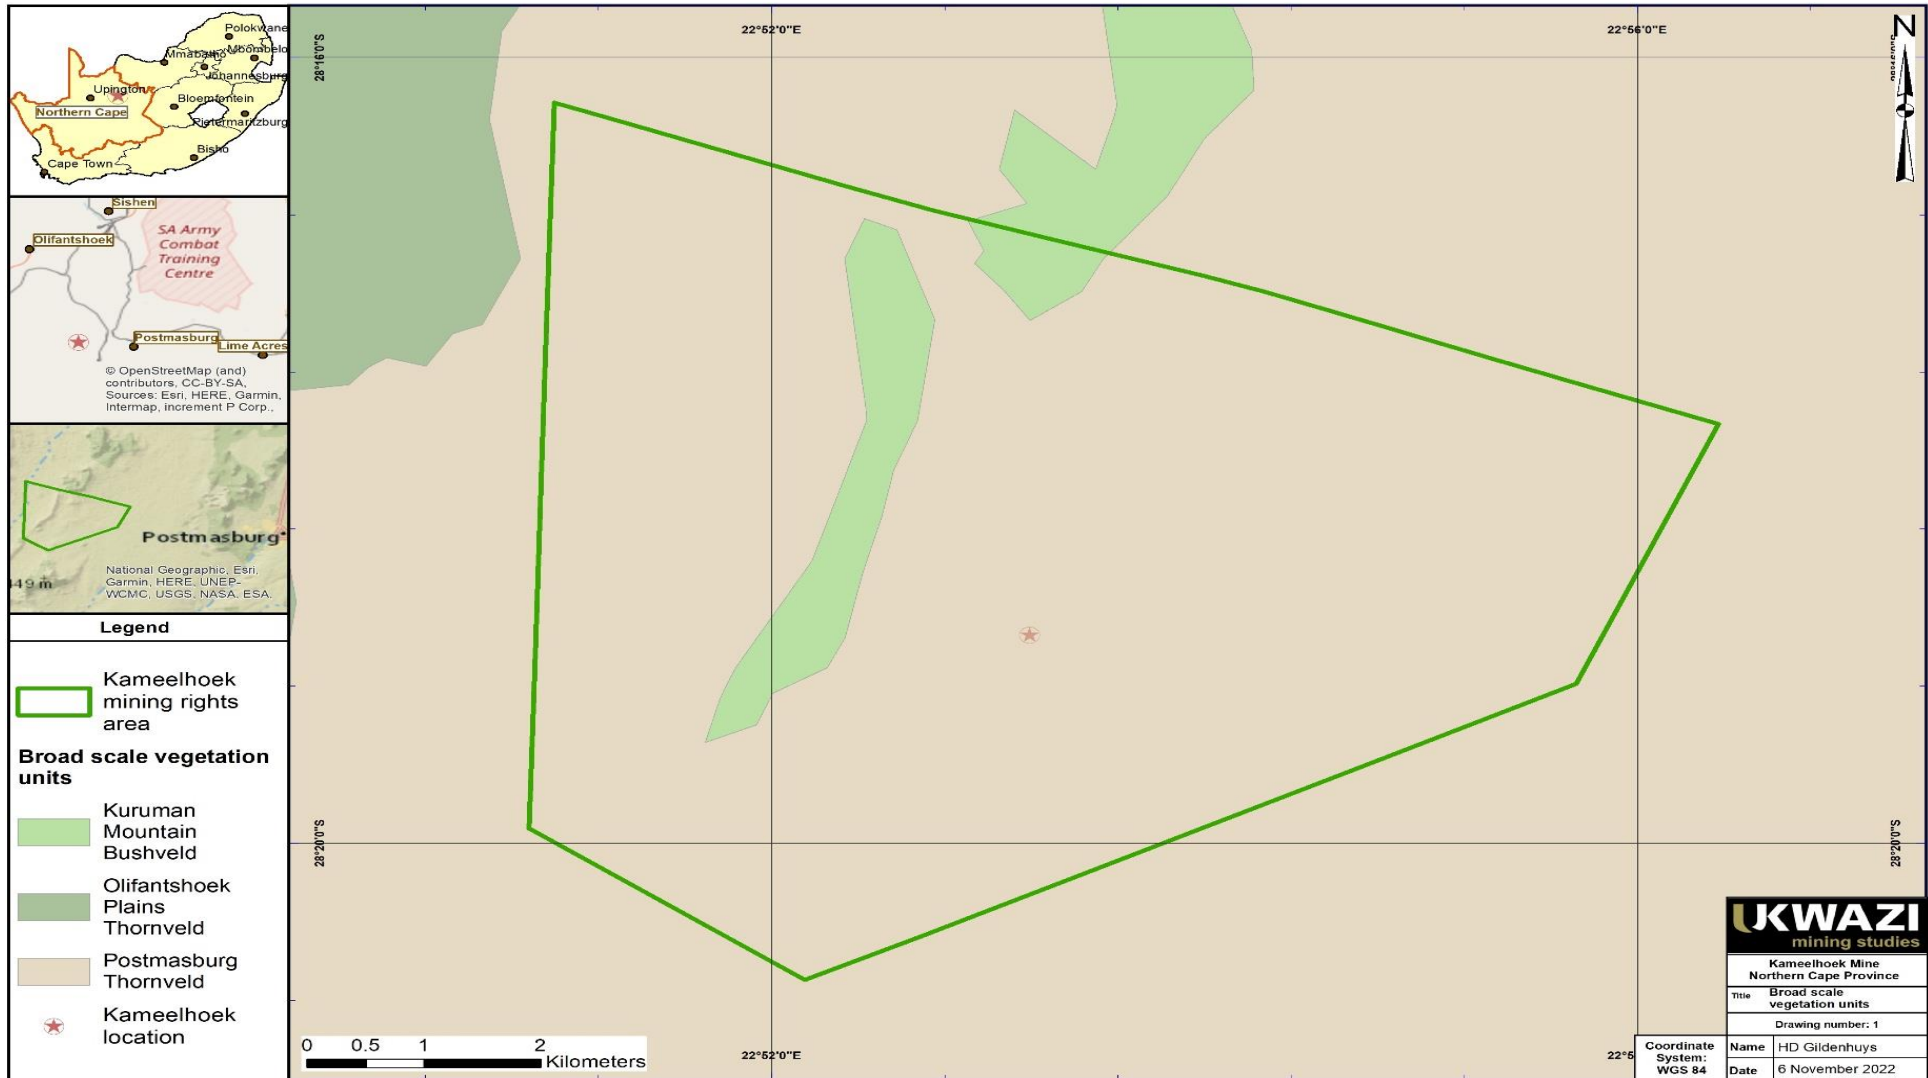 Polokwane
Mbombela
Mmabatho
Johannesburg
Upington
Bloemfontein
Northern Cape
Pietermaritzburg
Bisho
Cape Town
Sishen
SA Army
Combat
Training
Centre
Olifantshoek
Postmasburg
Lime Acres
© OpenStreetMap (and)
contributors, CC-BY-SA,
Sources: Esri, HERE, Garmin,
Intermap, increment P Corp.,
Postmasburg
National Geographic, Esri,
Garmin, HERE, UNEP-
WCMC, USGS, NASA, ESA,
49 m
Legend
Kameelhoek
mining rights
area
Broad scale vegetation
units
Kuruman
Mountain
Bushveld
Olifantshoek
Plains
Thornveld
Postmasburg
Thornveld
Kameelhoek
location
22°52'0"E
22°56'0"E
28°16'0"S
28°16'0"S
N
28°20'0"S
28°20'0"S
0 0.5 1 2
Kilometers
22°52'0"E
22°5
UKWAZI
mining studies
Kameelhoek Mine
Northern Cape Province
Title Broad scale
vegetation units
Drawing number: 1
Coordinate
System:
WGS 84
Name HD Gildenhuys
Date 6 November 2022